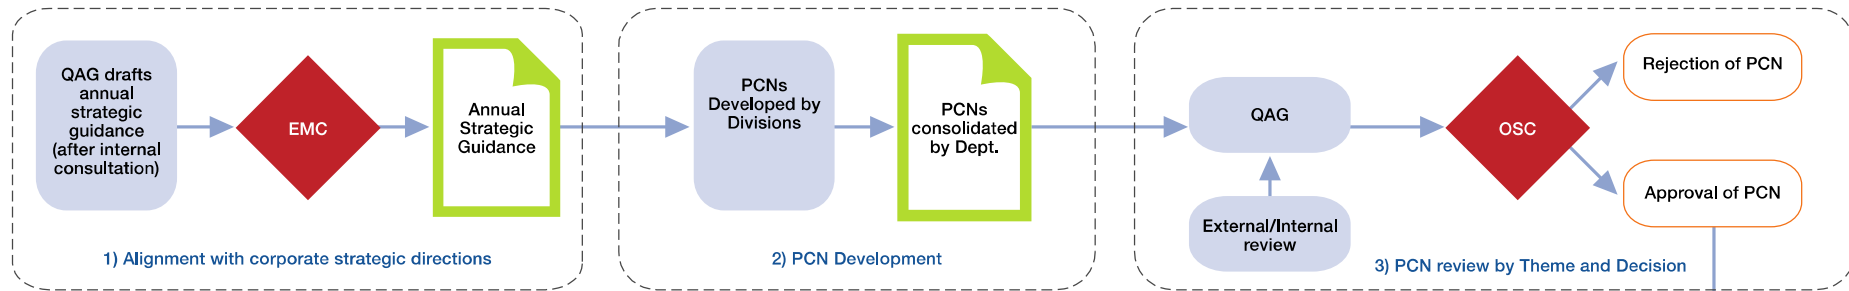 QAG drafts
annual
strategic
guidance
(after internal
consultation)
EMC
Annual
Strategic
Guidance
1) Alignment with corporate strategic directions
PCNs
Developed by
Divisions
PCNs
consolidated
by Dept.
2) PCN Development
QAG
External/Internal
review
OSC
Rejection of PCN
Approval of PCN
3) PCN review by Theme and Decision